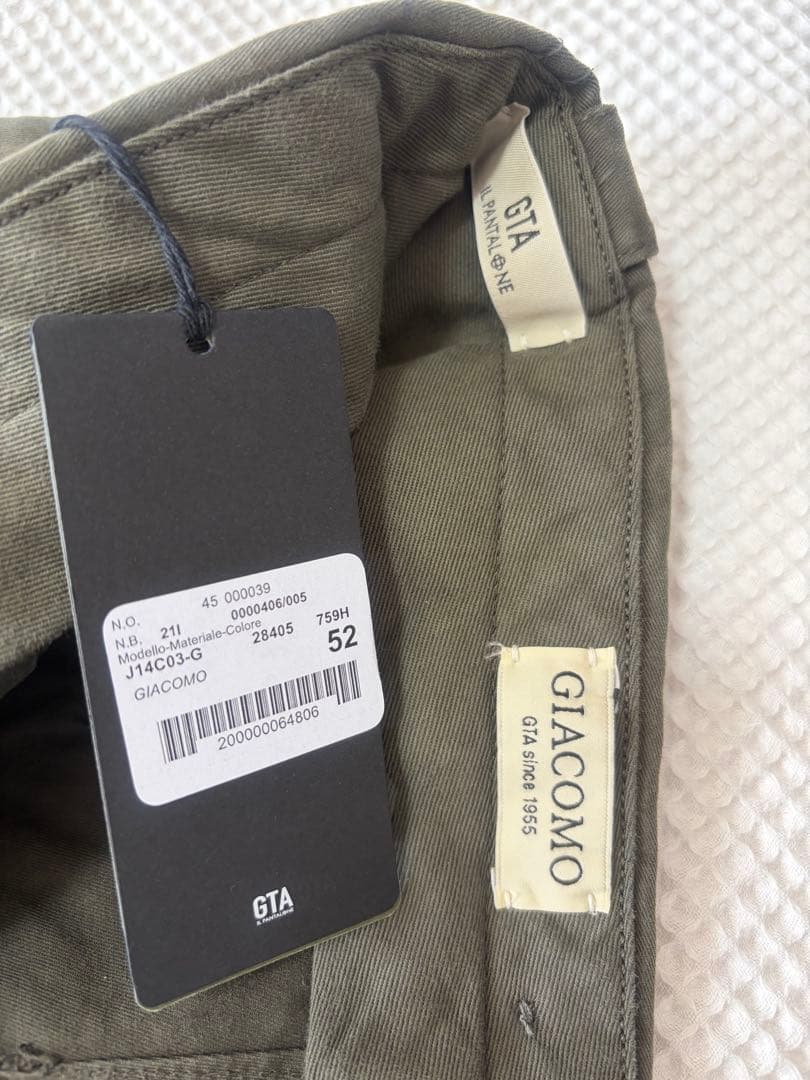 GTA
IL PANTALONE
N.O. 45 000039
N.B. 21I 0000406/005
Modello-Materiale-Colore
J14C03-G 28405 759H
GIACOMO 52
200000064806
GTA
IL PANTALONE
GIACOMO
GTA since 1955